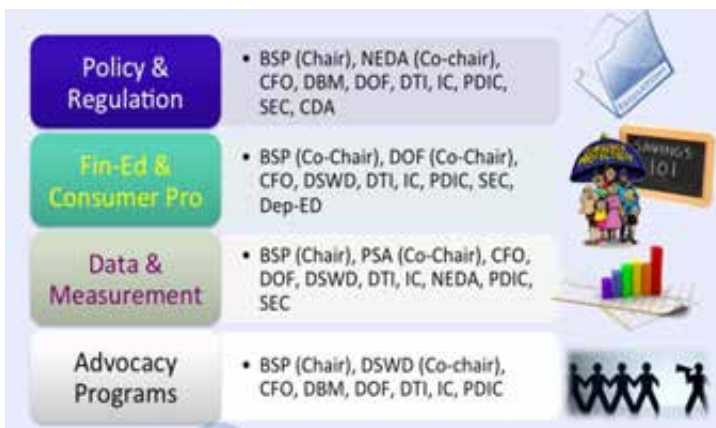 Policy &
Regulation
• BSP (Chair), NEDA (Co-chair),
CFO, DBM, DOF, DTI, IC, PDIC,
SEC, CDA
Fin-Ed &
Consumer Pro
• BSP (Co-Chair), DOF (Co-Chair),
CFO, DSWD, DTI, IC, PDIC, SEC,
Dep-ED
SAVINGS
101
Data &
Measurement
• BSP (Chair), PSA (Co-Chair), CFO,
DOF, DSWD, DTI, IC, NEDA, PDIC,
SEC
Advocacy
Programs
• BSP (Chair), DSWD (Co-chair),
CFO, DBM, DOF, DTI, IC, PDIC